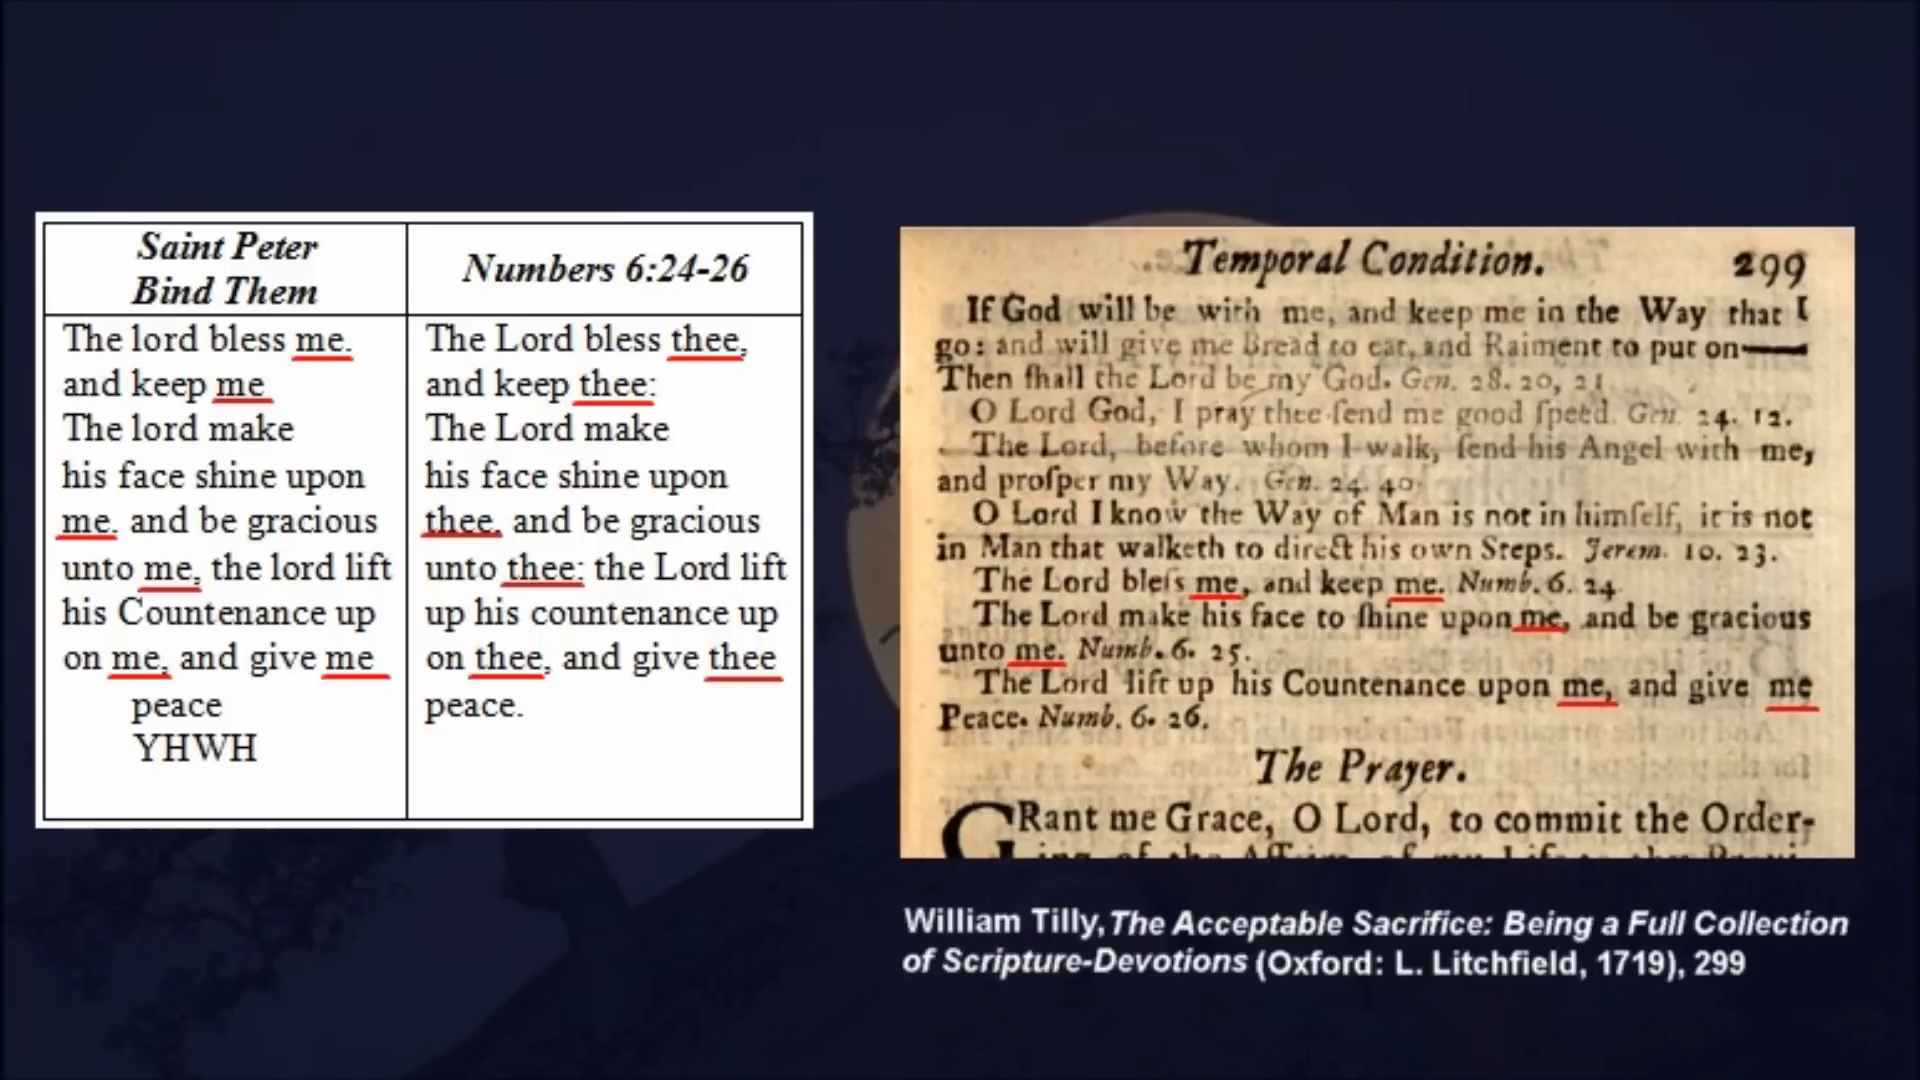 Saint Peter
Bind Them
The lord bless me.
and keep me
The lord make
his face shine upon
me. and be gracious
unto me, the lord lift
his Countenance up
on me, and give me
peace
YHWH
Numbers 6:24-26
The Lord bless thee,
and keep thee:
The Lord make
his face shine upon
thee, and be gracious
unto thee: the Lord lift
up his countenance up
on thee, and give thee
peace.
Temporal Condition. 299
If God will be with me, and keep me in the Way that I
go: and will give me Bread to eat, and Raiment to put on——
Then ſhall the Lord be my God. Gen. 28. 20, 21
O Lord God, I pray thee ſend me good ſpeed. Gen. 24. 12.
The Lord, before whom I walk, ſend his Angel with me,
and proſper my Way. Gen. 24. 40.
O Lord I know the Way of Man is not in himſelf, it is not
in Man that walketh to direct his own Steps. Jerem. 10. 23.
The Lord bleſs me, and keep me. Numb. 6. 24.
The Lord make his face to ſhine upon me, and be gracious
unto me. Numb. 6. 25.
The Lord lift up his Countenance upon me, and give me
Peace. Numb. 6. 26.
The Prayer.
GRant me Grace, O Lord, to commit the Order-
ing of the Affairs of my Life to thy Provi-
William Tilly, The Acceptable Sacrifice: Being a Full Collection
of Scripture-Devotions (Oxford: L. Litchfield, 1719), 299